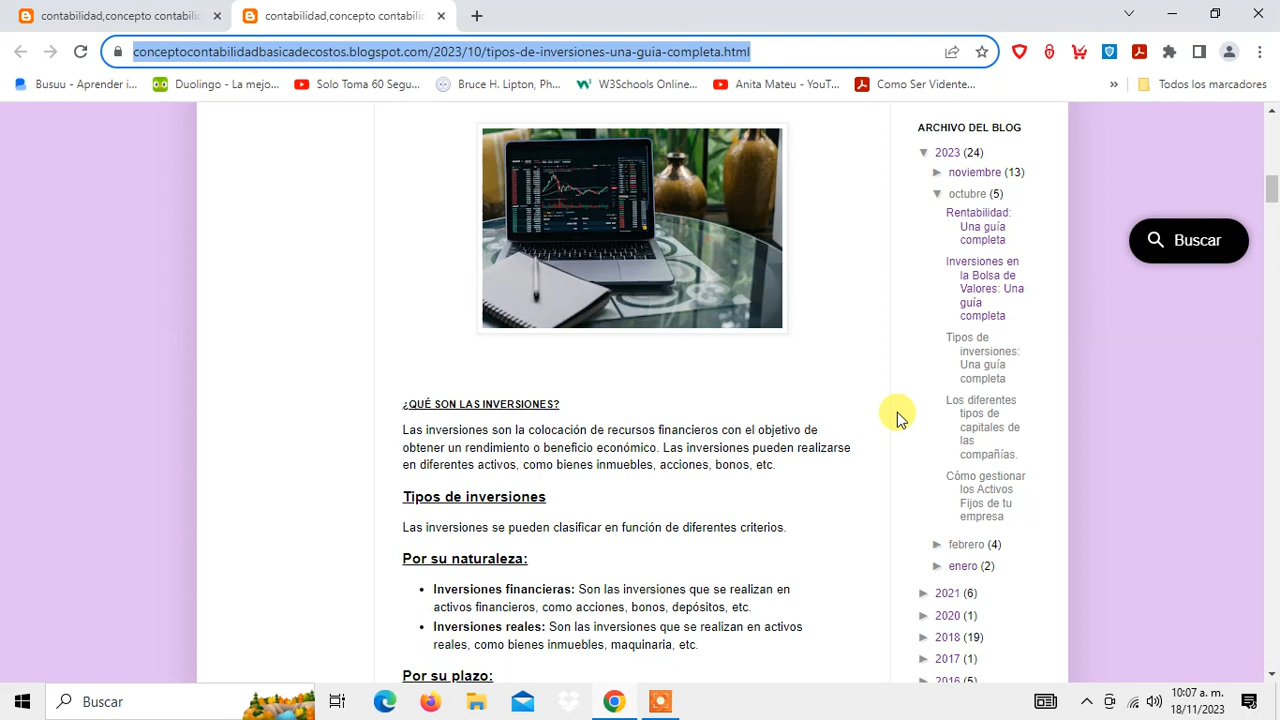 contabilidad,concepto contabilid
contabilidad,concepto contabilid
conceptocontabilidadbasicadecostos.blogspot.com/2023/10/tipos-de-inversiones-una-guia-completa.html
Busuu - Aprender i...
Duolingo - La mejo...
Solo Toma 60 Segu...
Bruce H. Lipton, Ph...
W3Schools Online...
Anita Mateu - YouT...
Como Ser Vidente...
»
Todos los marcadores
¿QUÉ SON LAS INVERSIONES?
Las inversiones son la colocación de recursos financieros con el objetivo de
obtener un rendimiento o beneficio económico. Las inversiones pueden realizarse
en diferentes activos, como bienes inmuebles, acciones, bonos, etc.
Tipos de inversiones
Las inversiones se pueden clasificar en función de diferentes criterios.
Por su naturaleza:
• Inversiones financieras: Son las inversiones que se realizan en
activos financieros, como acciones, bonos, depósitos, etc.
• Inversiones reales: Son las inversiones que se realizan en activos
reales, como bienes inmuebles, maquinaria, etc.
Por su plazo:
ARCHIVO DEL BLOG
▼ 2023 (24)
► noviembre (13)
▼ octubre (5)
Rentabilidad:
Una guía
completa
Inversiones en
la Bolsa de
Valores: Una
guía
completa
Tipos de
inversiones:
Una guía
completa
Los diferentes
tipos de
capitales de
las
compañías.
Cómo gestionar
los Activos
Fijos de tu
empresa
► febrero (4)
► enero (2)
► 2021 (6)
► 2020 (1)
► 2018 (19)
► 2017 (1)
► 2016 (5)
Buscar
Buscar
10:07 a. m.
18/11/2023